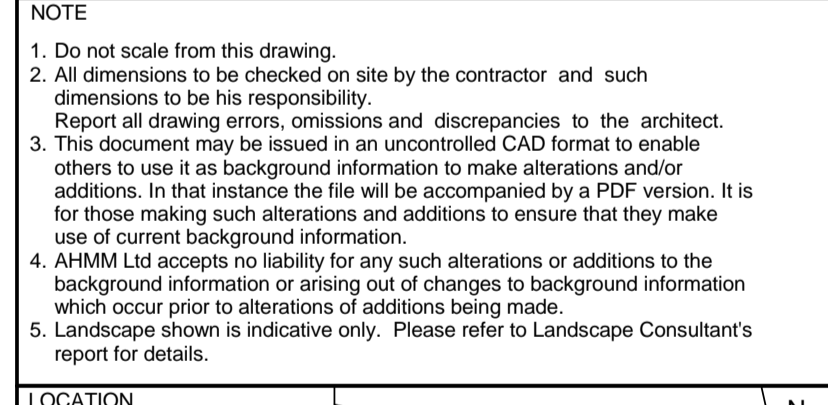 NOTE
1. Do not scale from this drawing.
2. All dimensions to be checked on site by the contractor and such
dimensions to be his responsibility.
Report all drawing errors, omissions and discrepancies to the architect.
3. This document may be issued in an uncontrolled CAD format to enable
others to use it as background information to make alterations and/or
additions. In that instance the file will be accompanied by a PDF version. It is
for those making such alterations and additions to ensure that they make
use of current background information.
4. AHMM Ltd accepts no liability for any such alterations or additions to the
background information or arising out of changes to background information
which occur prior to alterations of additions being made.
5. Landscape shown is indicative only. Please refer to Landscape Consultant's
report for details.
LOCATION